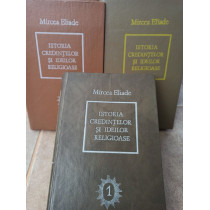 Mircea Eliade
ISTORIA
CREDINȚELOR
ȘI IDEILOR
RELIGIOASE
Mircea Eliade
ISTORIA
CREDINȚELOR
ȘI IDEILOR
RELIGIOASE
Mircea Eliade
ISTORIA
CREDINȚELOR
ȘI IDEILOR
RELIGIOASE
1